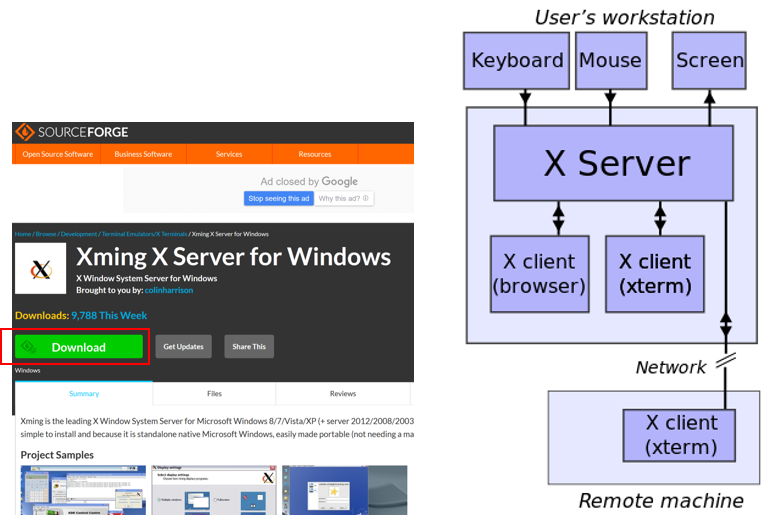 SOURCEFORGE
Open Source Software Business Software Services Resources
Ad closed by Google
Stop seeing this ad Why this ad?
Home / Browse / Development / Terminal Emulators/X Terminals / Xming X Server for Windows
Xming X Server for Windows
X Window System Server for Windows
Brought to you by: colinharrison
Downloads: 9,788 This Week
Download Get Updates Share This
Windows
Summary Files Reviews
Xming is the leading X Window System Server for Microsoft Windows 8/7/Vista/XP (+ server 2012/2008/2003
simple to install and because it is standalone native Microsoft Windows, easily made portable (not needing a ma
Project Samples
Display settings
User's workstation
Keyboard Mouse Screen
X Server
X client
(browser)
X client
(xterm)
Network
X client
(xterm)
Remote machine